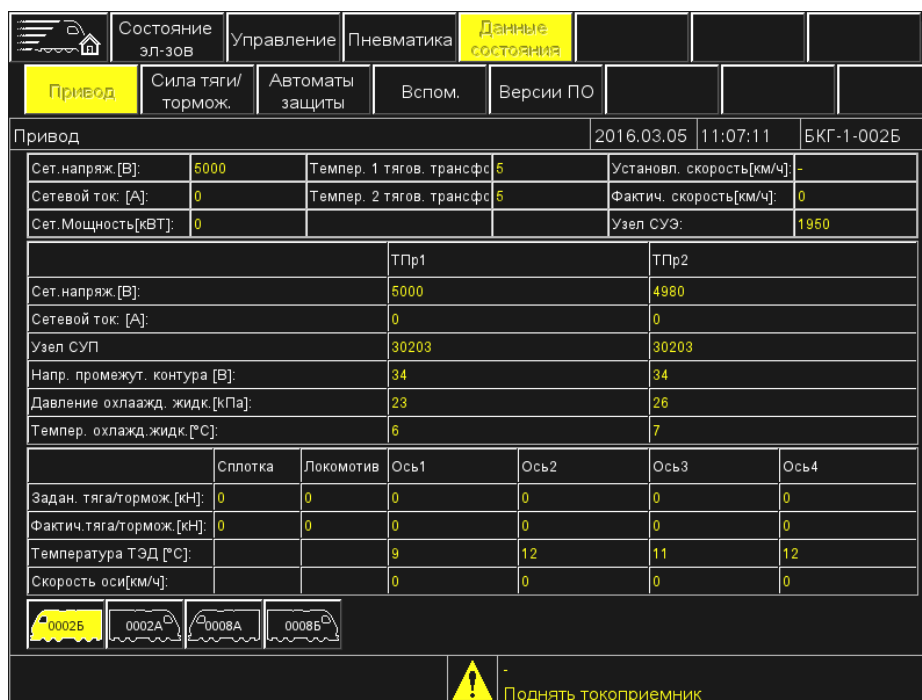 Состояние эл-зов
Управление
Пневматика
Данные состояния
Привод
Сила тяги/ тормож.
Автоматы защиты
Вспом.
Версии ПО
Привод 2016.03.05 11:07:11 БКГ-1-002Б
Сет.напряж.[В]: 5000 Темпер. 1 тягов. трансфо 5 Установл. скорость[км/ч]: -
Сетевой ток: [А]: 0 Темпер. 2 тягов. трансфо 5 Фактич. скорость[км/ч]: 0
Сет.Мощность[кВТ]: 0 Узел СУЭ: 1950
ТПр1 ТПр2
Сет.напряж.[В]: 5000 4980
Сетевой ток: [А]: 0 0
Узел СУП 30203 30203
Напр. промежут. контура [В]: 34 34
Давление охлаажд. жидк.[kПа]: 23 26
Темпер. охлажд.жидк.[°С]: 6 7
Сплотка Локомотив Ось1 Ось2 Ось3 Ось4
Задан. тяга/тормож.[кН]: 0 0 0 0 0 0
Фактич.тяга/тормож.[кН]: 0 0 0 0 0 0
Температура ТЭД [°С]: 9 12 11 12
Скорость оси[км/ч]: 0 0 0 0
0002Б 0002А 0008А 0008Б
-
Поднять токоприемник